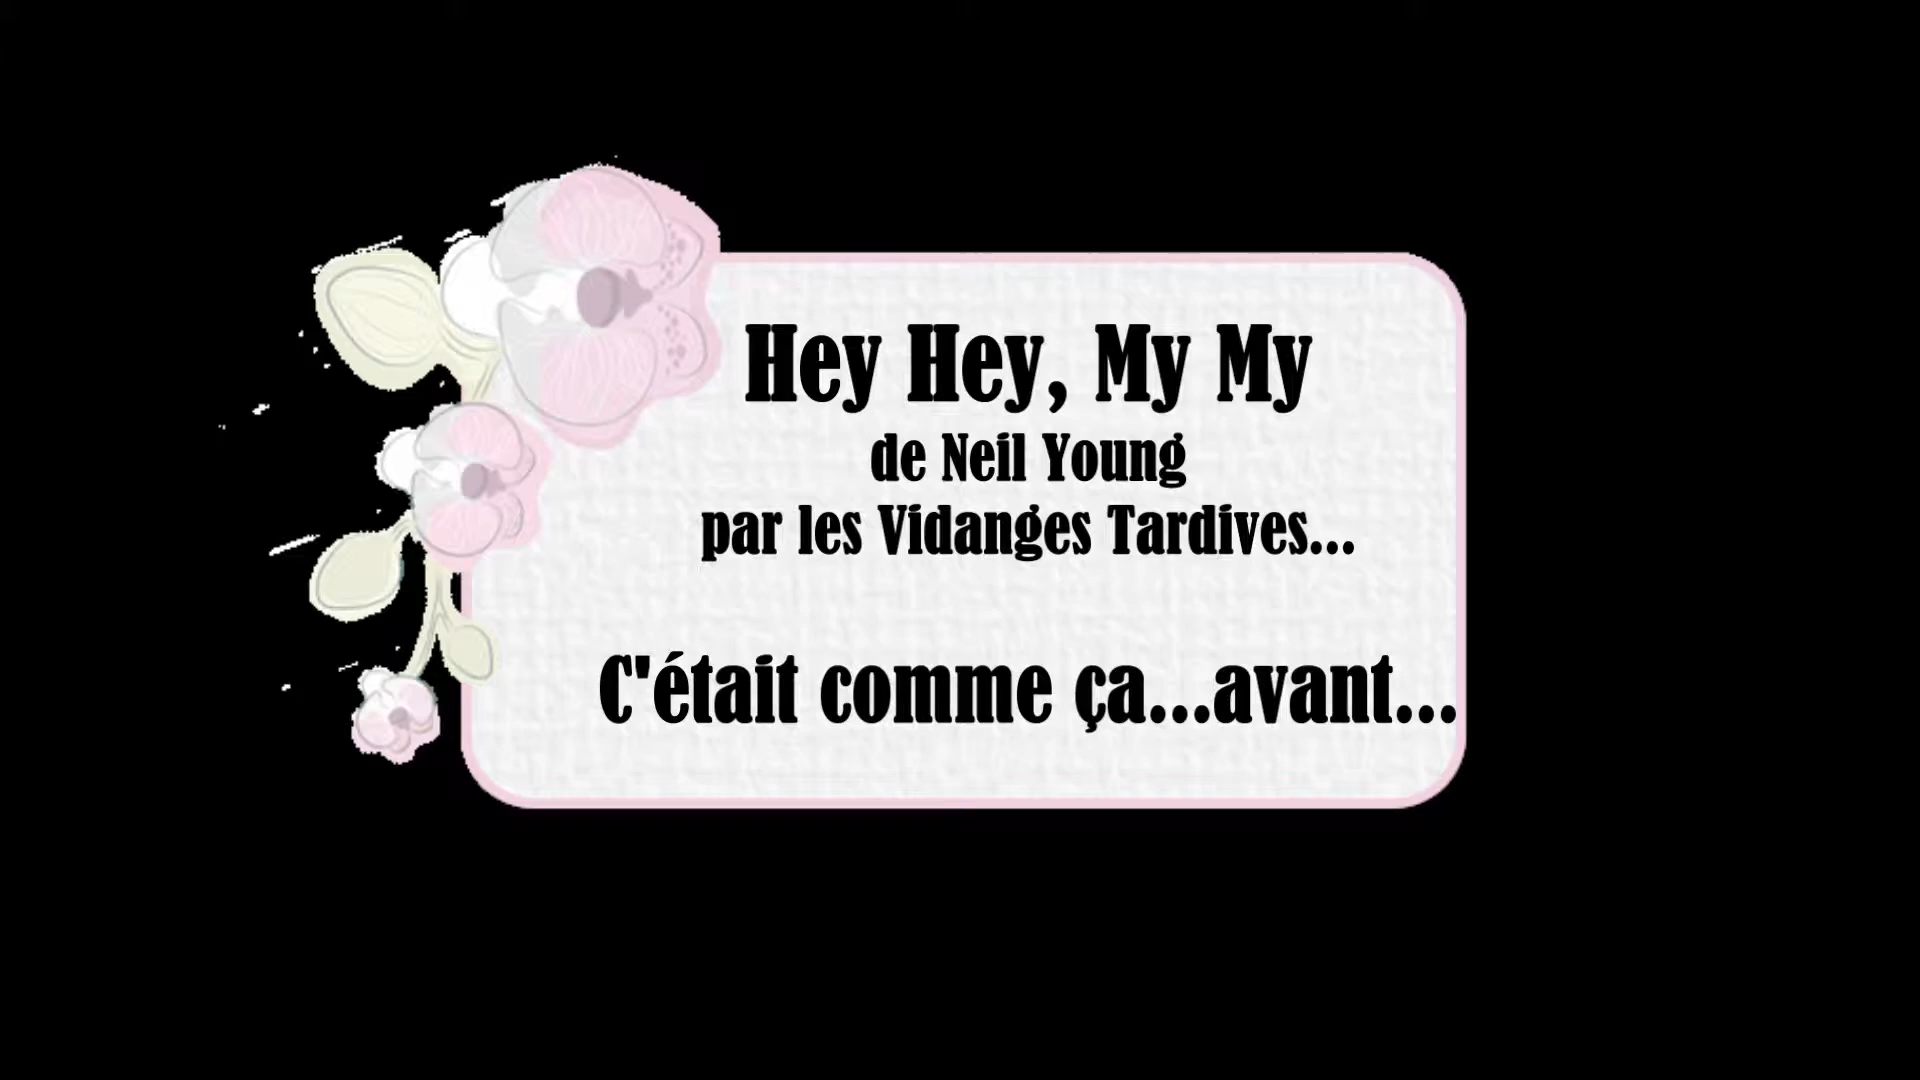 Hey Hey, My My
de Neil Young
par les Vidanges Tardives...
C'était comme ça...avant...